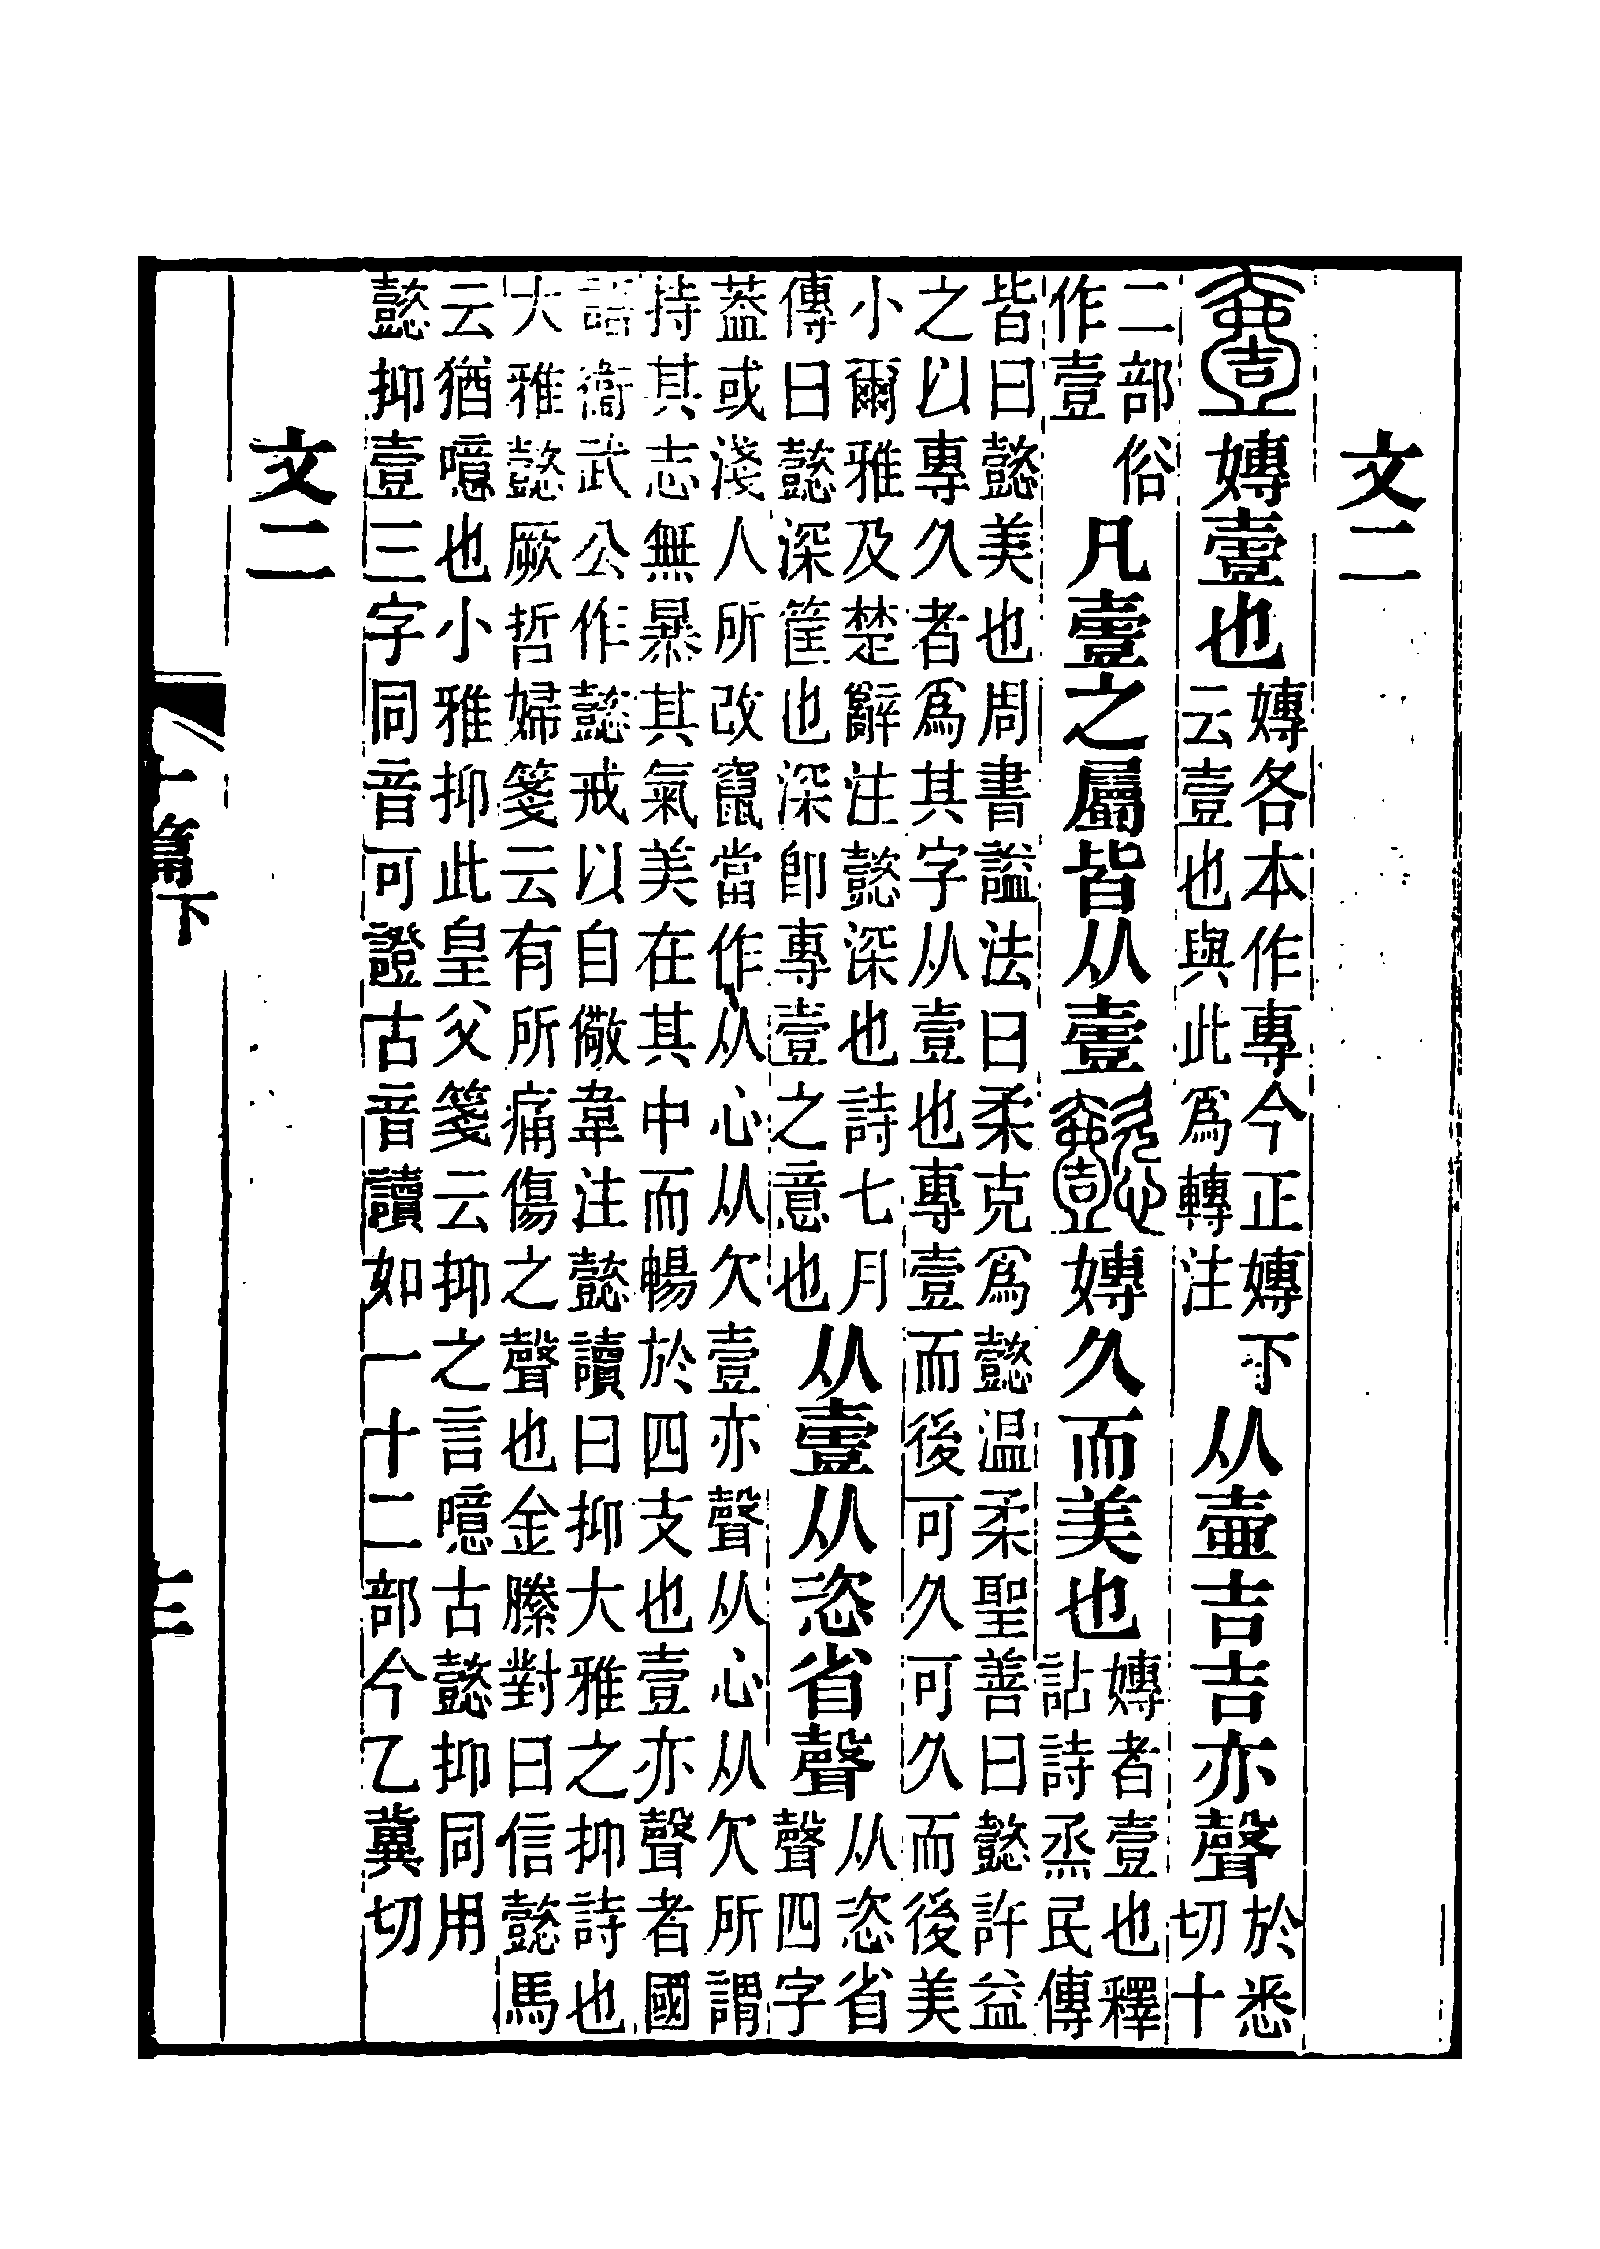 文二
壹嫥壹也嫥各本作專今正嫥下云壹也與此爲轉注从壺吉吉亦聲於悉切十
二部俗作壹凡壹之屬皆从壹懿嫥久而美也嫥者壹也釋詁詩烝民傳
皆曰懿美也周書謚法曰柔克爲懿温柔聖善曰懿許益之以專久者爲其字从壹也專壹而後可久可久而後美
小爾雅及楚辭注懿深也詩七月傳曰懿深筐也深卽專壹之意也从壹从恣省聲从恣省聲四字
蓋或淺人所改竄當作从心从欠壹亦聲从心从欠所謂持其志無暴其氣美在其中而暢於四支也壹亦聲者國
語衞武公作懿戒以自儆韋注懿讀曰抑大雅之抑詩也大雅懿厥哲婦箋云有所痛傷之聲也金縢對曰信懿馬
云猶噫也小雅抑此皇父箋云抑之言噫古懿抑同用懿抑壹三字同音可證古音讀如一十二部今乙冀切
文二
十篇下
十三